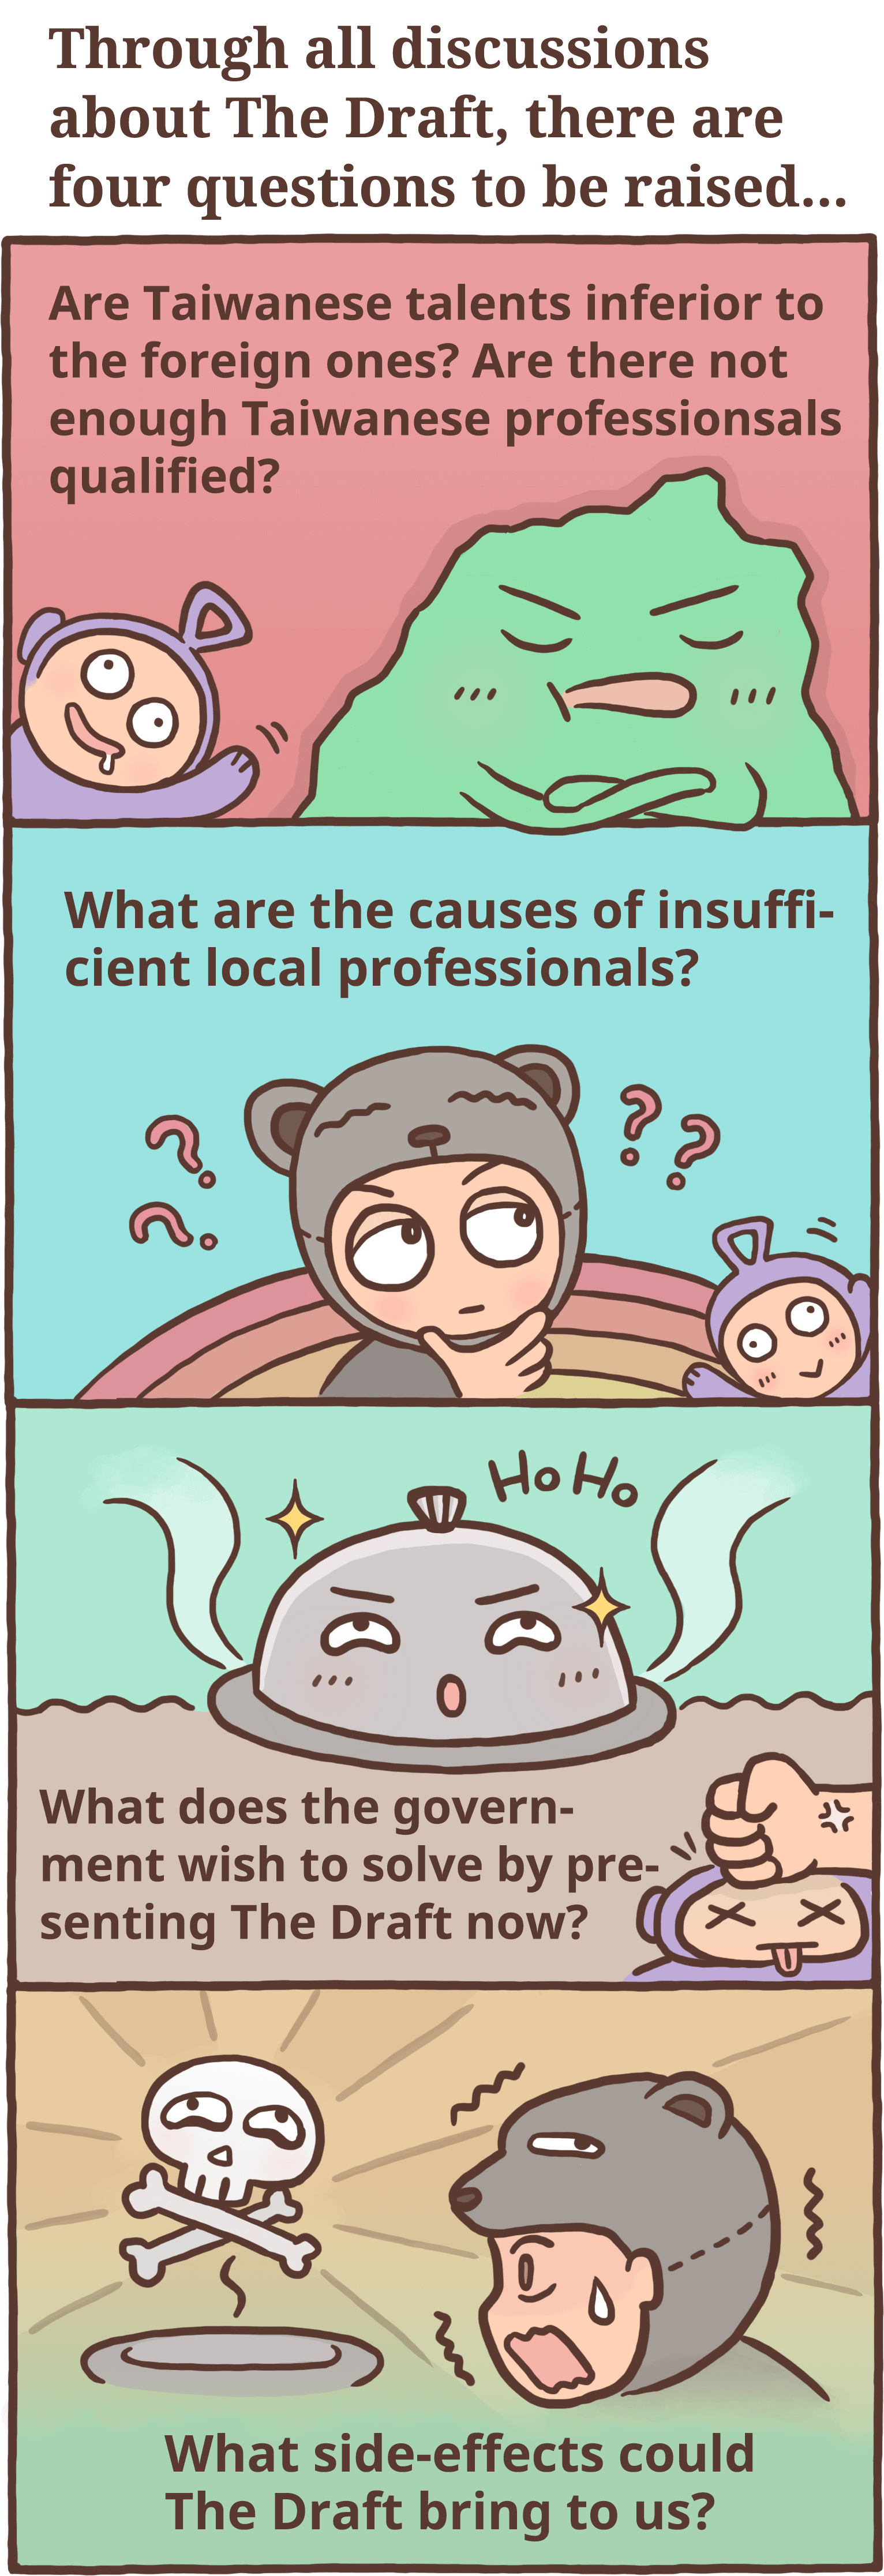 Through all discussions
about The Draft, there are
four questions to be raised...
Are Taiwanese talents inferior to
the foreign ones? Are there not
enough Taiwanese professionsals
qualified?
What are the causes of insuffi-
cient local professionals?
? ?
? ?
HoHo
What does the govern-
ment wish to solve by pre-
senting The Draft now?
What side-effects could
The Draft bring to us?